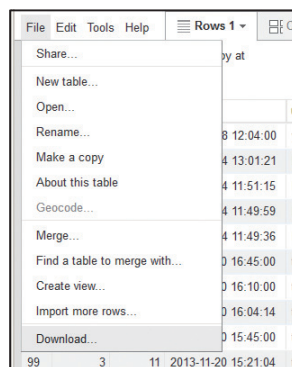 File Edit Tools Help Rows 1
Share... by at
New table...
Open...
Rename... 8 12:04:00
Make a copy 4 13:01:21
About this table 4 11:51:15
Geocode... 4 11:49:59
Merge... 4 11:49:36
Find a table to merge with... 0 16:45:00
Create view... 0 16:10:00
Import more rows... 0 16:04:14
Download... 0 15:45:00
99 3 11 2013-11-20 15:21:04